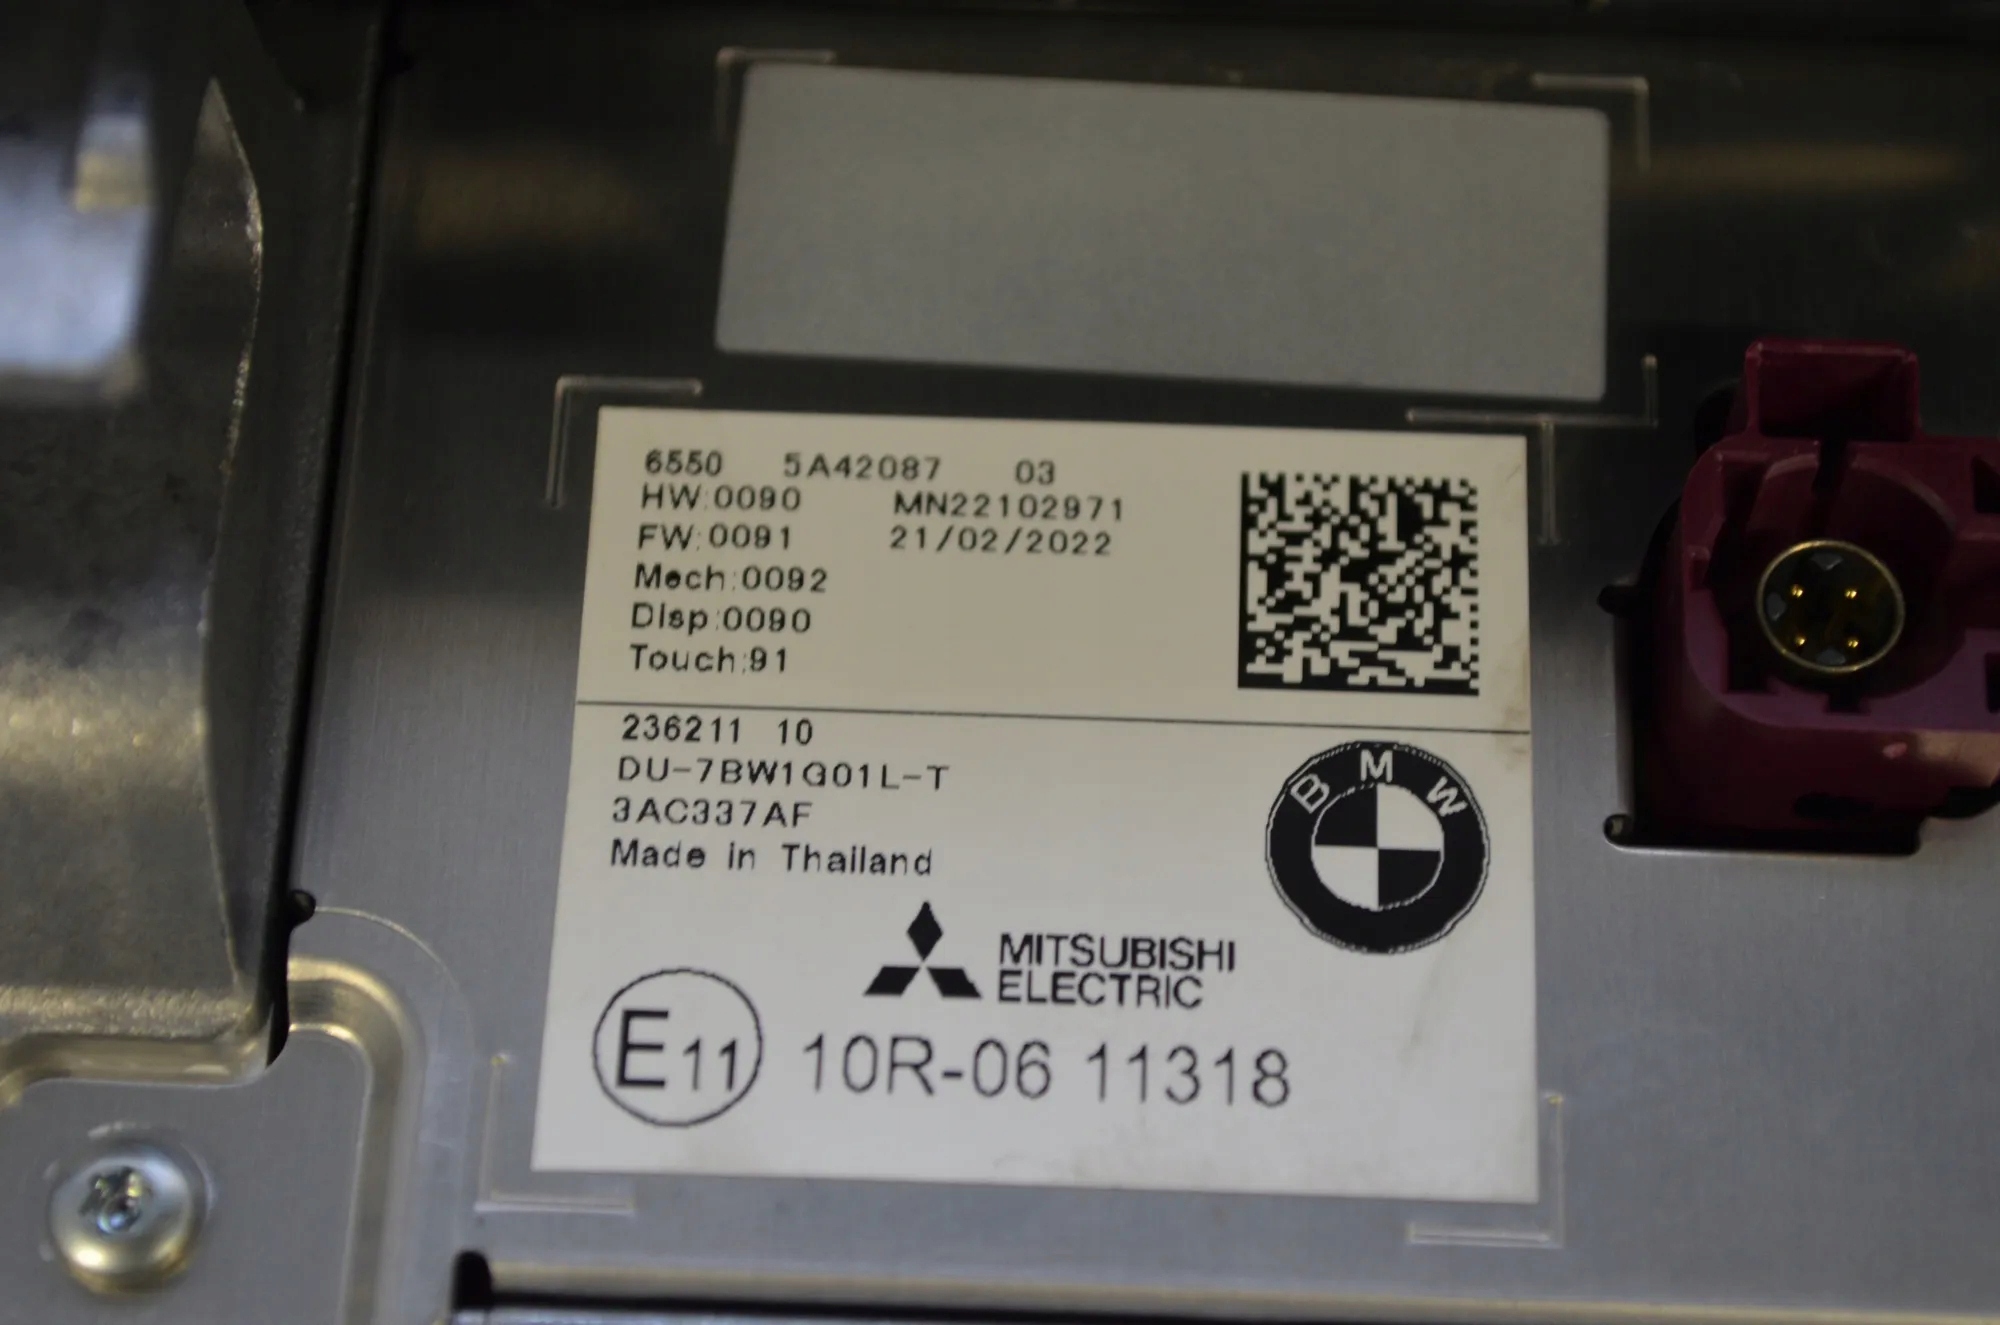 6550 5A42087 03
HW:0090 MN22102971
FW:0091 21/02/2022
Mech:0092
Disp:0090
Touch:91
236211 10
DU-7BW1G01L-T
3AC337AF
Made in Thailand
BMW
MITSUBISHI
ELECTRIC
E11 10R-06 11318